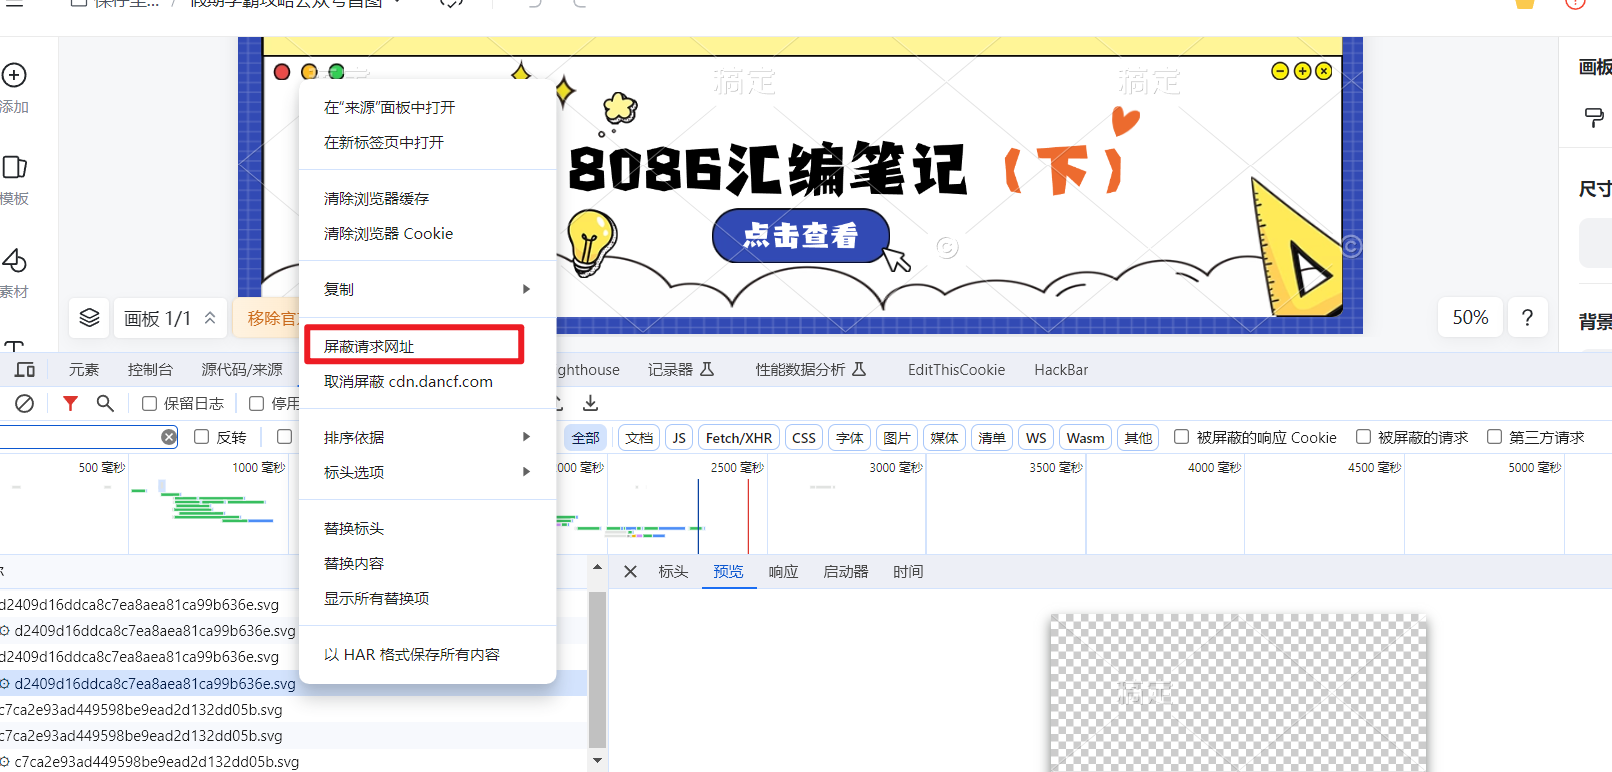 保存至...
/
假期学霸攻略公众号首图
添加
模板
素材
稿定
稿定
8086汇编笔记（下）
点击查看
画板
尺寸
背景
画板 1/1
移除官
50%
?
在“来源”面板中打开
在新标签页中打开
清除浏览器缓存
清除浏览器 Cookie
复制
屏蔽请求网址
取消屏蔽 cdn.dancf.com
排序依据
标头选项
替换标头
替换内容
显示所有替换项
以 HAR 格式保存所有内容
元素
控制台
源代码/来源
ghthouse
记录器
性能数据分析
EditThisCookie
HackBar
保留日志
停用
反转
全部
文档
JS
Fetch/XHR
CSS
字体
图片
媒体
清单
WS
Wasm
其他
被屏蔽的响应 Cookie
被屏蔽的请求
第三方请求
500 毫秒
1000 毫秒
000 毫秒
2500 毫秒
3000 毫秒
3500 毫秒
4000 毫秒
4500 毫秒
5000 毫秒
标头
预览
响应
启动器
时间
d2409d16ddca8c7ea8aea81ca99b636e.svg
d2409d16ddca8c7ea8aea81ca99b636e.svg
d2409d16ddca8c7ea8aea81ca99b636e.svg
d2409d16ddca8c7ea8aea81ca99b636e.svg
c7ca2e93ad449598be9ead2d132dd05b.svg
c7ca2e93ad449598be9ead2d132dd05b.svg
c7ca2e93ad449598be9ead2d132dd05b.svg
稿定